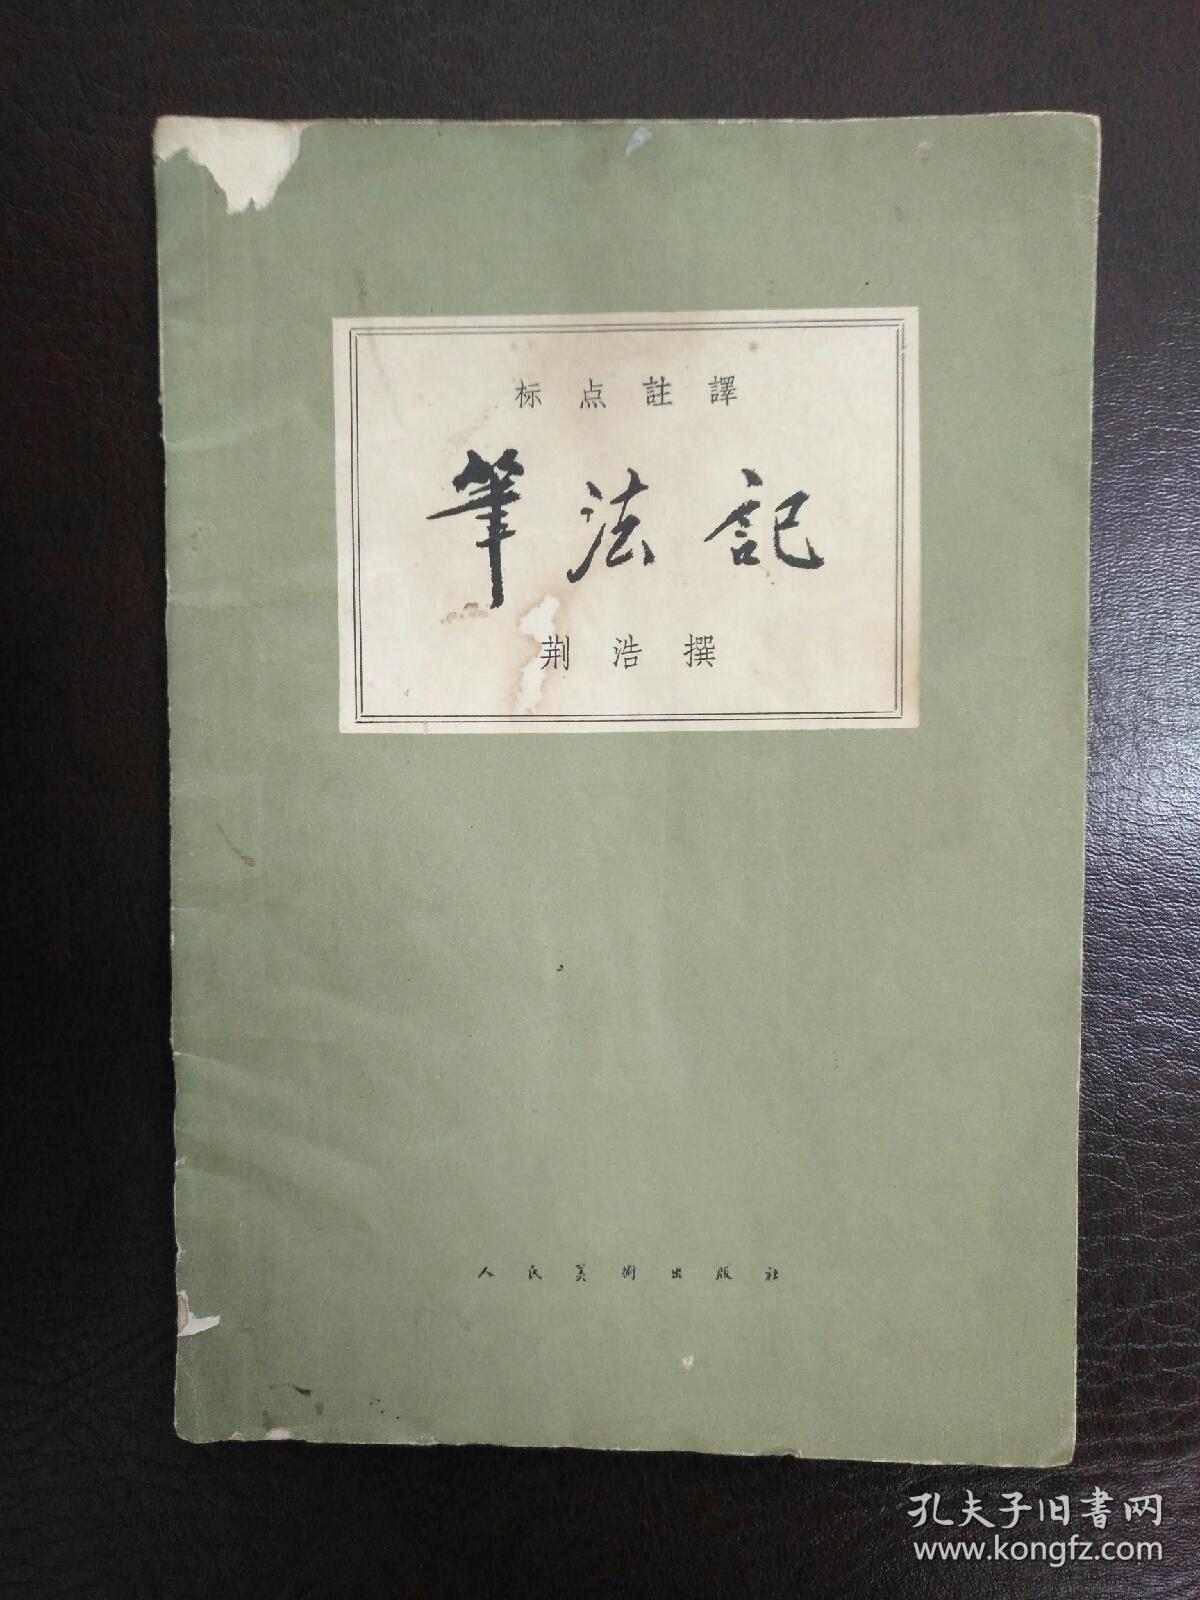 标点註譯
筆法記
荆浩撰
人民美術出版社
孔夫子旧書网
www.kongfz.com